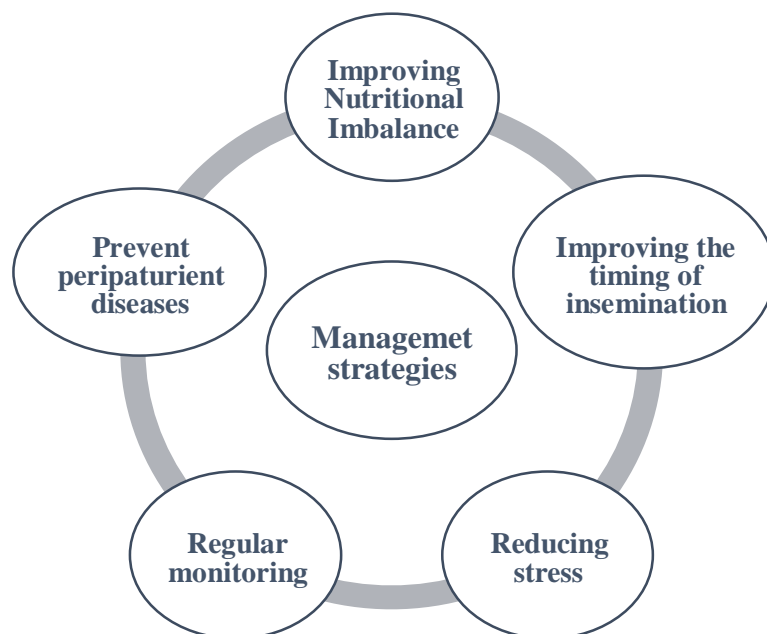 Improving
Nutritional
Imbalance
Improving the
timing of
insemination
Reducing
stress
Regular
monitoring
Prevent
peripaturient
diseases
Managemet
strategies